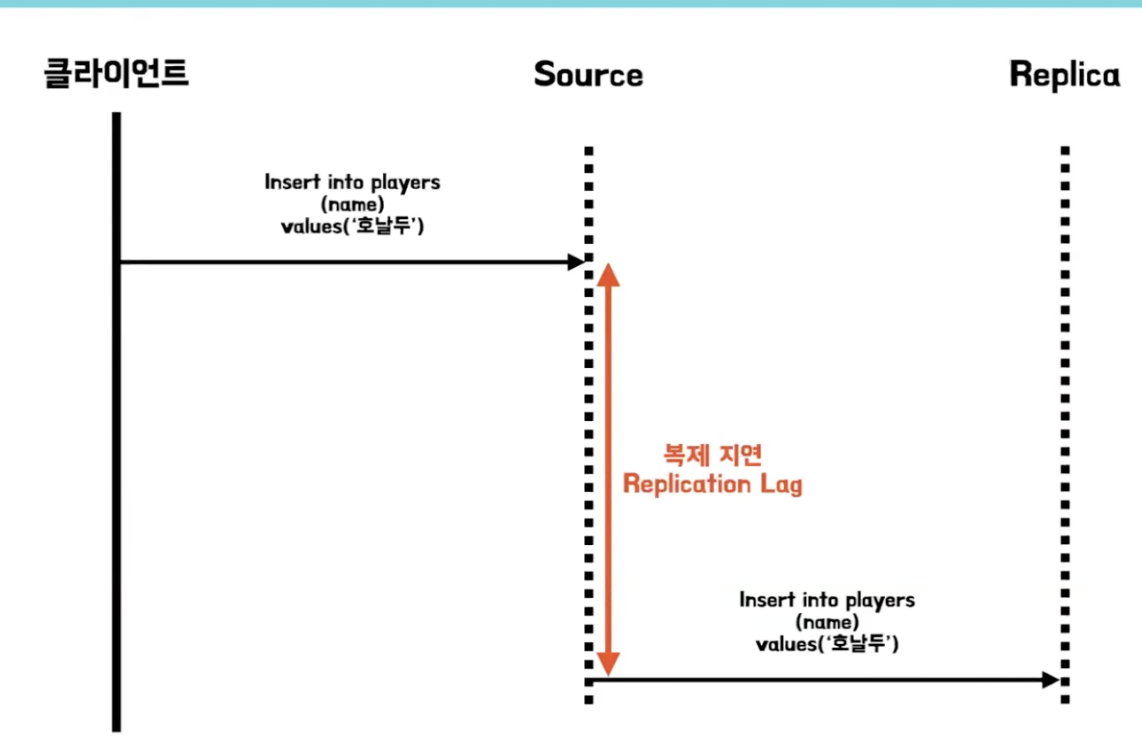 클라이언트
Source
Replica
Insert into players
(name)
values('호날두')
복제 지연
Replication Lag
Insert into players
(name)
values('호날두')